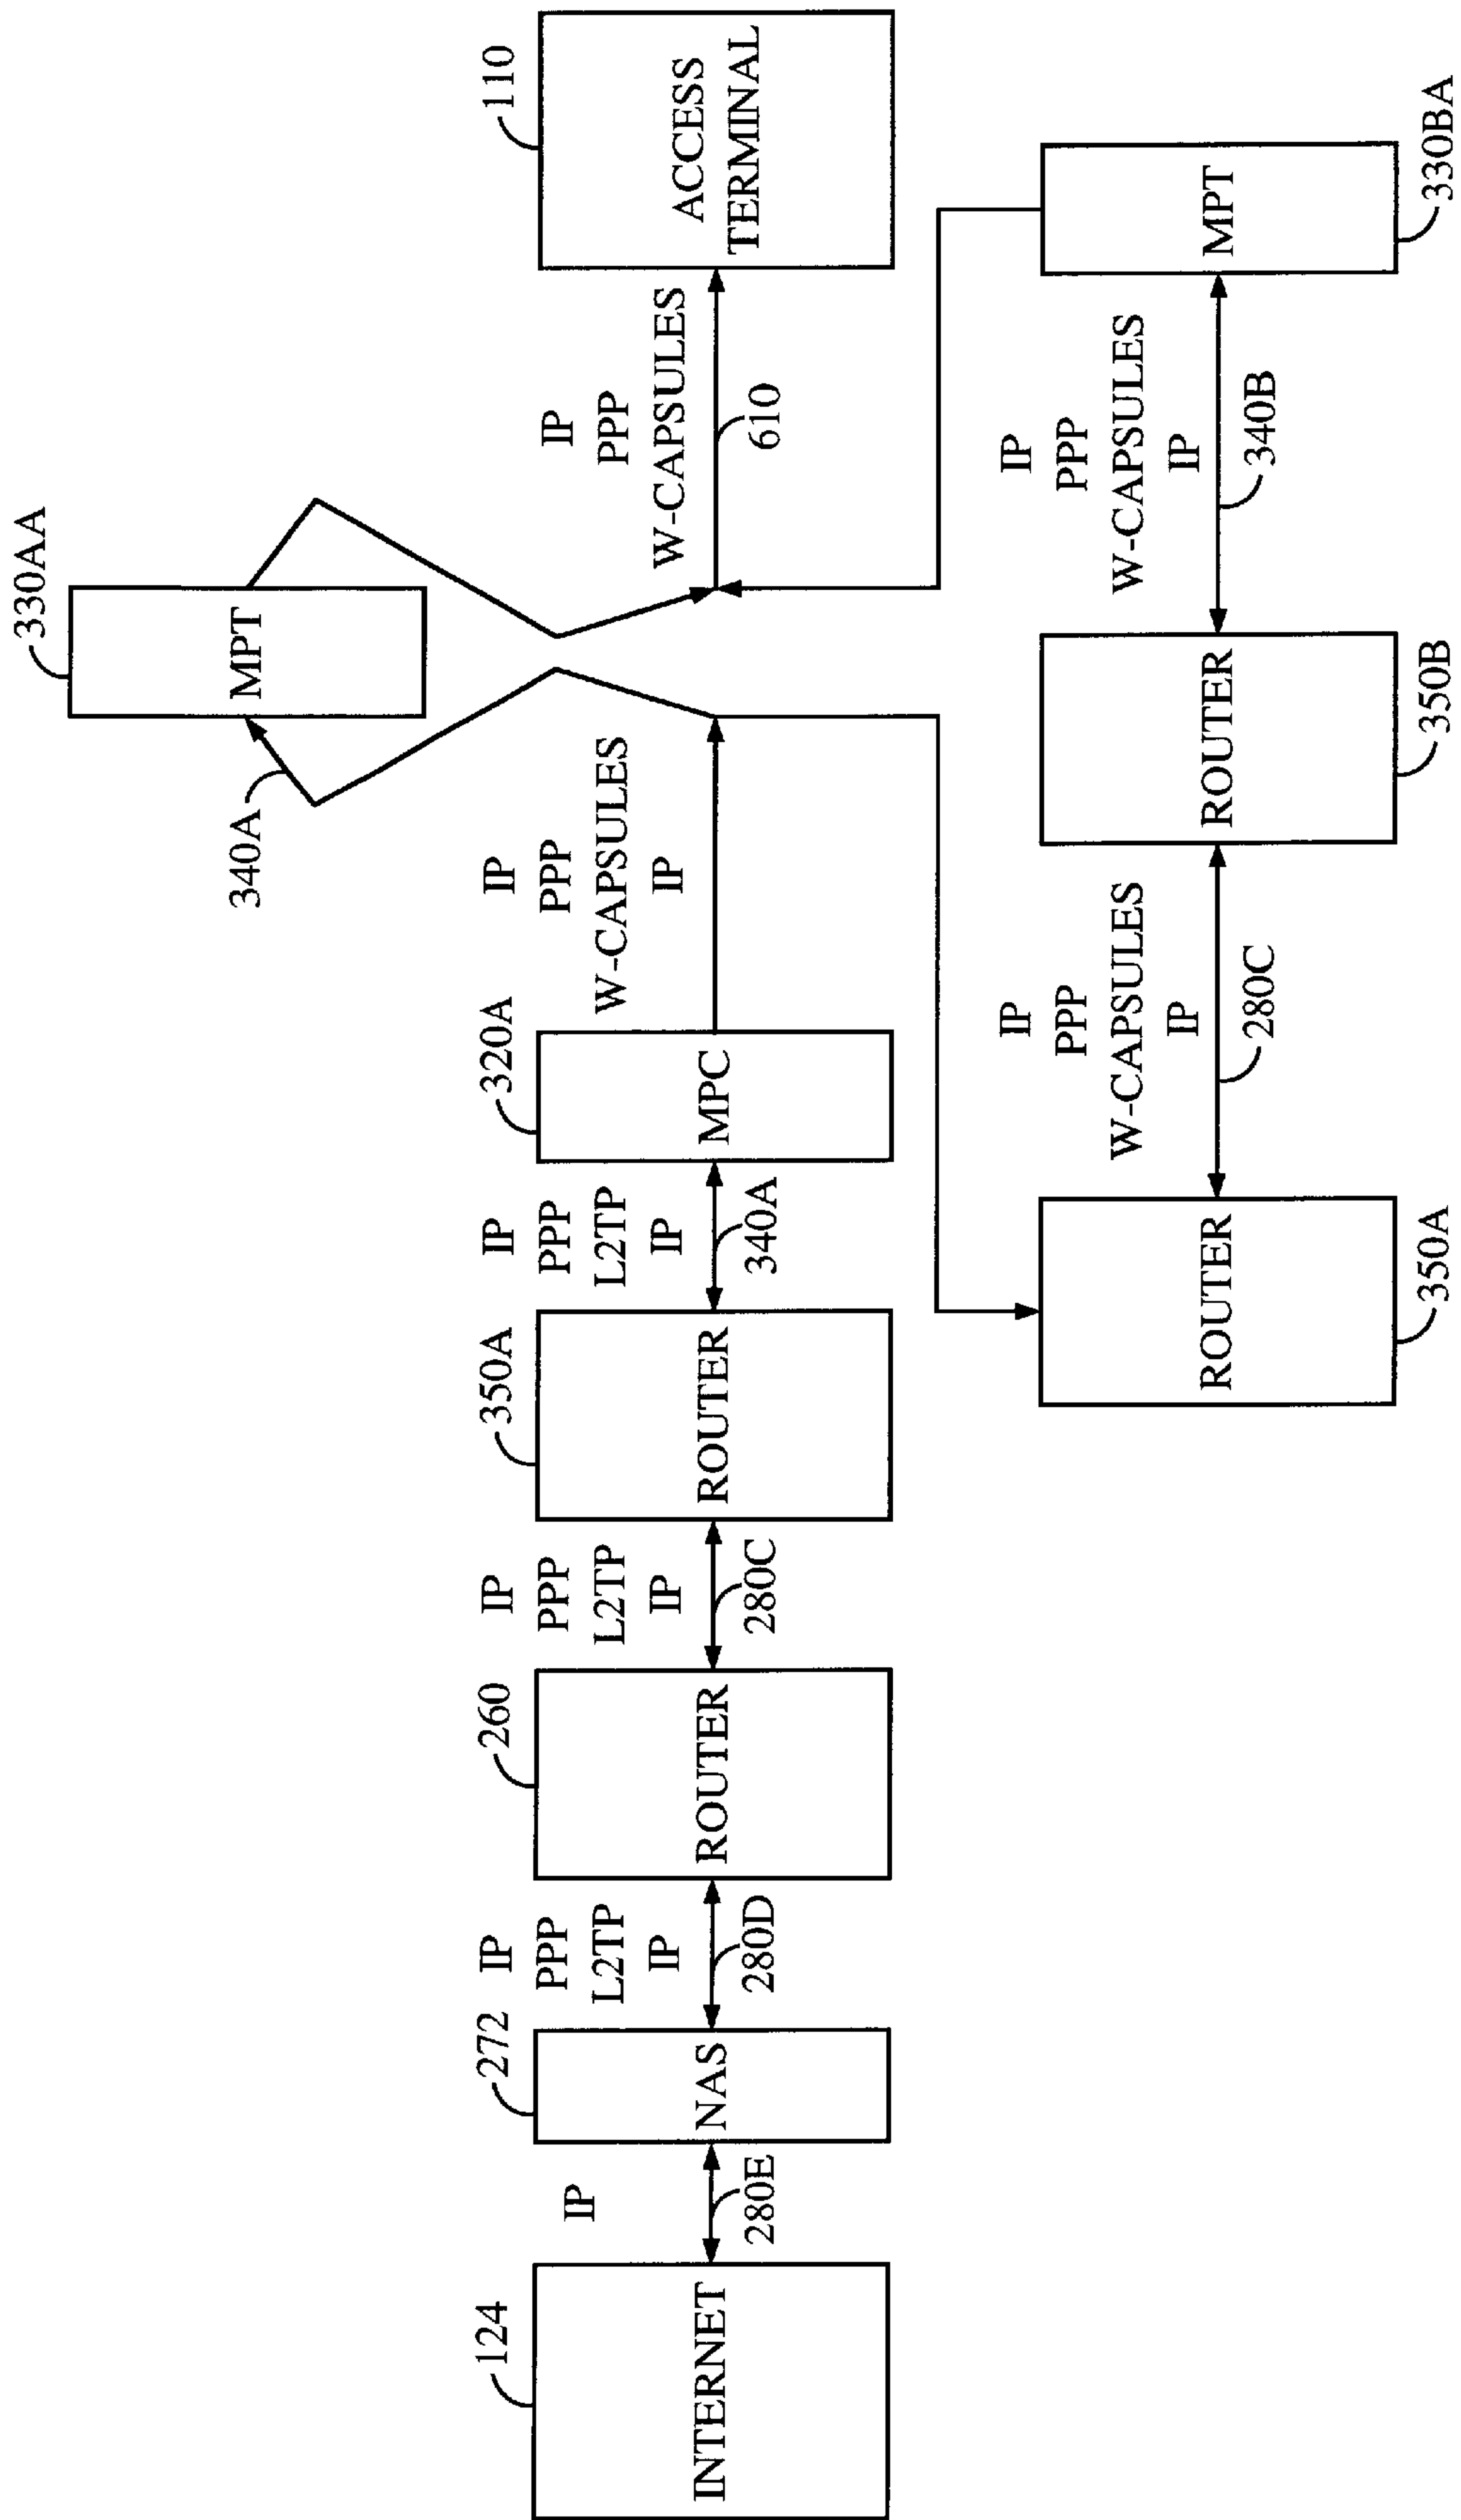 330AA
MPT
340A
124
INTERNET
IP
280E
272
NAS
IP
PPP
L2TP
IP
280D
260
ROUTER
IP
PPP
L2TP
IP
280C
350A
ROUTER
IP
PPP
L2TP
IP
340A
320A
MPC
IP
PPP
W-CAPSULES
IP
IP
PPP
W-CAPSULES
610
110
ACCESS
TERMINAL
ROUTER
350A
IP
PPP
W-CAPSULES
IP
280C
ROUTER
350B
IP
PPP
W-CAPSULES
IP
340B
MPT
330BA